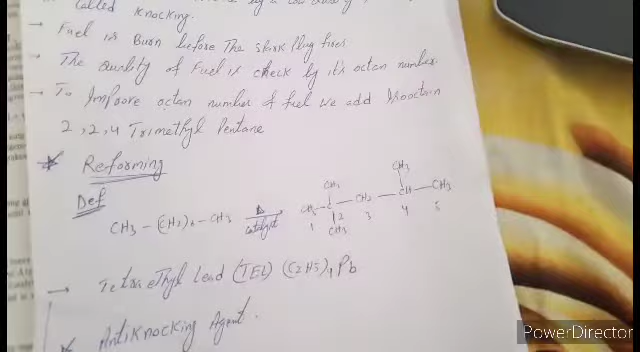 called Knocking.
→ Fuel is Burn before The spark Plug fires
→ The Quality of Fuel is check by it's octan number
→ To Improve octan number of fuel we add Isooctan
2,2,4 Trimethyl Pentane
* Reforming
Def
CH3 - (CH2)6 - CH3 Δ catalyst CH3 - C - CH2 - CH - CH3
CH3 CH3 CH3
1 2 3 4 5
→ Tetra ethyl Lead (TEL) (C2H5)4 Pb
* AntiKnocking Agent.
PowerDirector